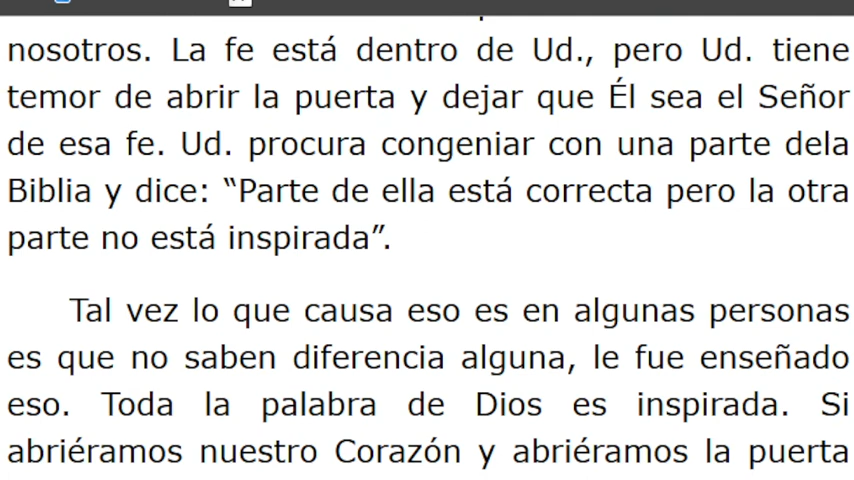 nosotros. La fe está dentro de Ud., pero Ud. tiene
temor de abrir la puerta y dejar que Él sea el Señor
de esa fe. Ud. procura congeniar con una parte dela
Biblia y dice: “Parte de ella está correcta pero la otra
parte no está inspirada”.
Tal vez lo que causa eso es en algunas personas
es que no saben diferencia alguna, le fue enseñado
eso. Toda la palabra de Dios es inspirada. Si
abriéramos nuestro Corazón y abriéramos la puerta